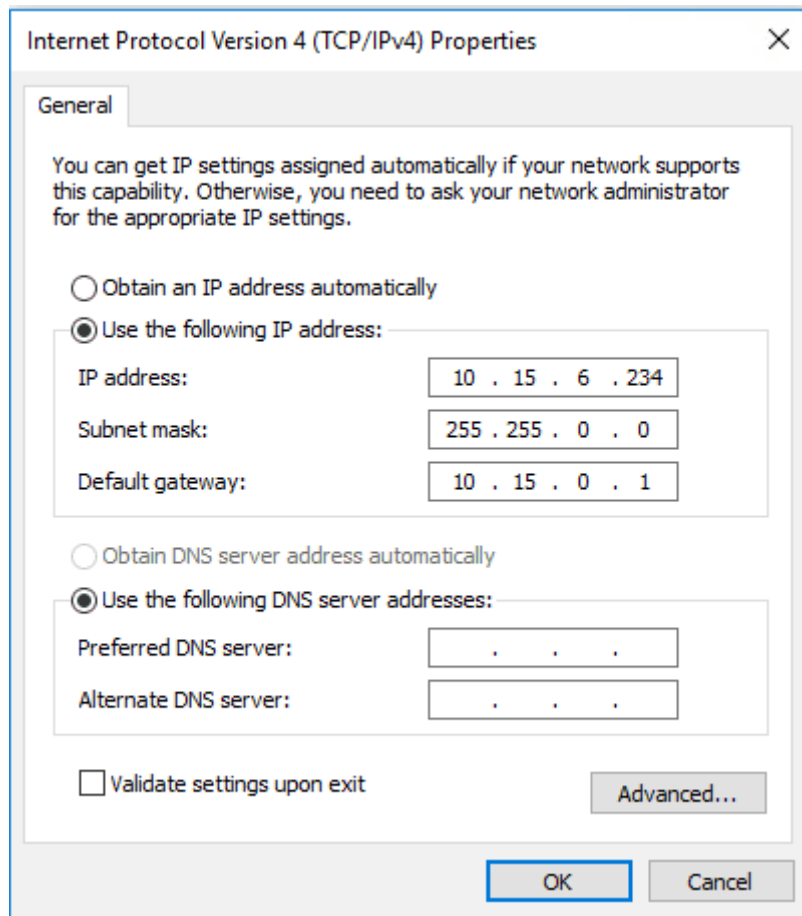 Internet Protocol Version 4 (TCP/IPv4) Properties
General
You can get IP settings assigned automatically if your network supports
this capability. Otherwise, you need to ask your network administrator
for the appropriate IP settings.
Obtain an IP address automatically
Use the following IP address:
IP address: 10 . 15 . 6 . 234
Subnet mask: 255 . 255 . 0 . 0
Default gateway: 10 . 15 . 0 . 1
Obtain DNS server address automatically
Use the following DNS server addresses:
Preferred DNS server: . . .
Alternate DNS server: . . .
Validate settings upon exit
Advanced...
OK Cancel